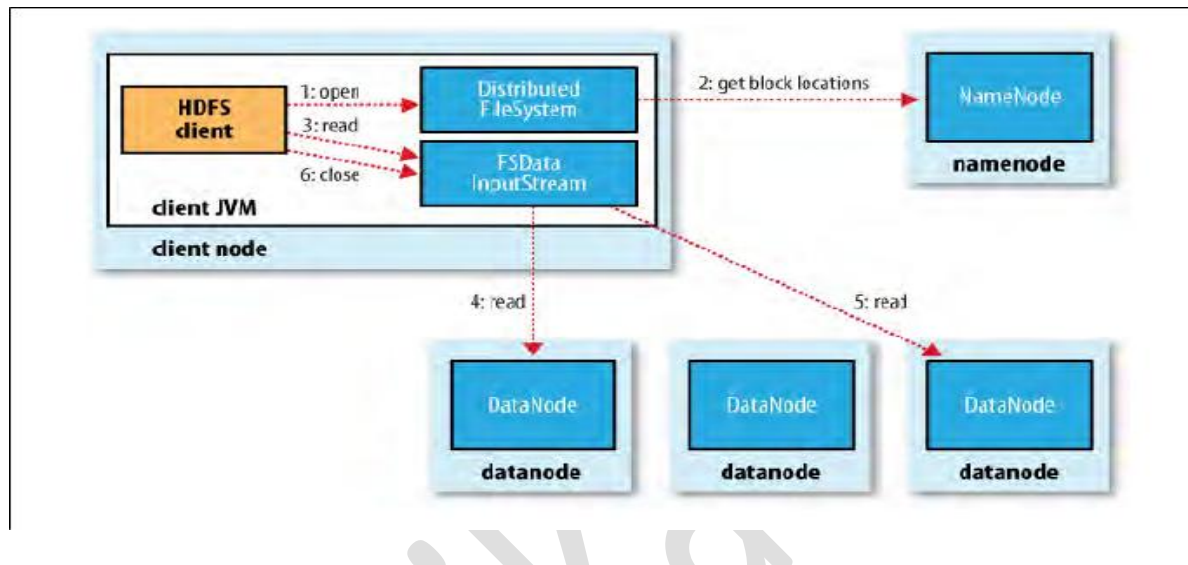 1: open
2: get block locations
3: read
6: close
HDFS
client
Distributed
FileSystem
FSData
InputStream
NameNode
namenode
client JVM
client node
4: read
5: read
DataNode
DataNode
DataNode
datanode
datanode
datanode